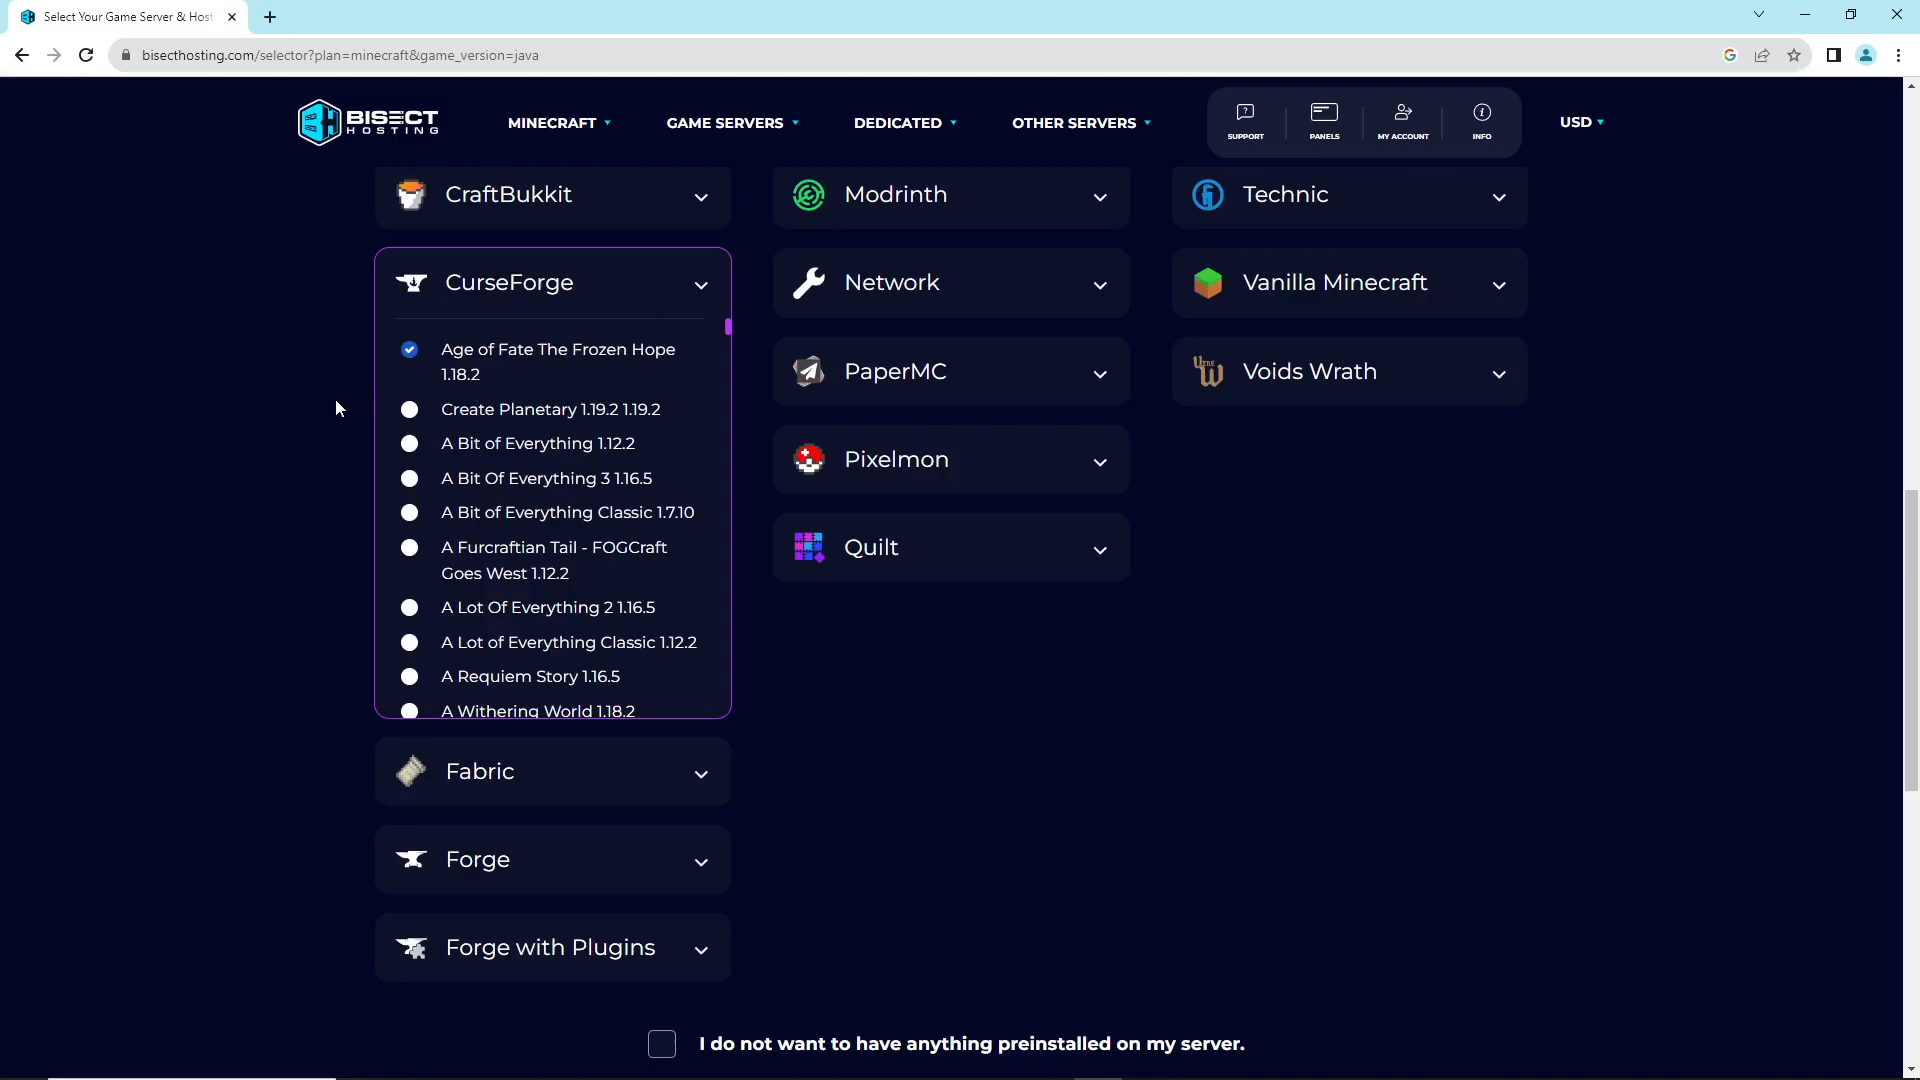 Select Your Game Server & Host
bisecthosting.com/selector?plan=minecraft&game_version=java
BISECT
HOSTING
MINECRAFT
GAME SERVERS
DEDICATED
OTHER SERVERS
SUPPORT
PANELS
MY ACCOUNT
INFO
USD
CraftBukkit
Modrinth
Technic
CurseForge
Network
Vanilla Minecraft
Age of Fate The Frozen Hope
1.18.2
Create Planetary 1.19.2 1.19.2
A Bit of Everything 1.12.2
A Bit Of Everything 3 1.16.5
A Bit of Everything Classic 1.7.10
A Furcraftian Tail - FOGCraft
Goes West 1.12.2
A Lot Of Everything 2 1.16.5
A Lot of Everything Classic 1.12.2
A Requiem Story 1.16.5
A Withering World 1.18.2
PaperMC
Voids Wrath
Pixelmon
Quilt
Fabric
Forge
Forge with Plugins
I do not want to have anything preinstalled on my server.